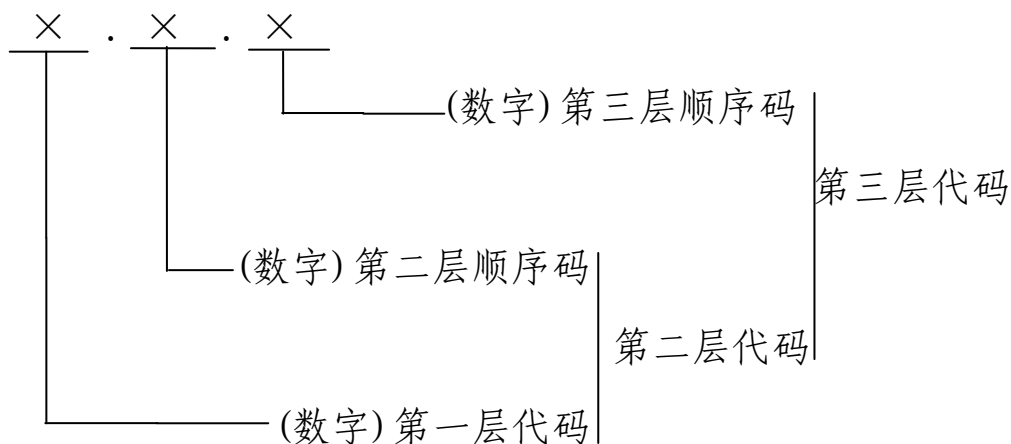 × . × . ×
(数字)第三层顺序码
第三层代码
(数字)第二层顺序码
第二层代码
(数字)第一层代码